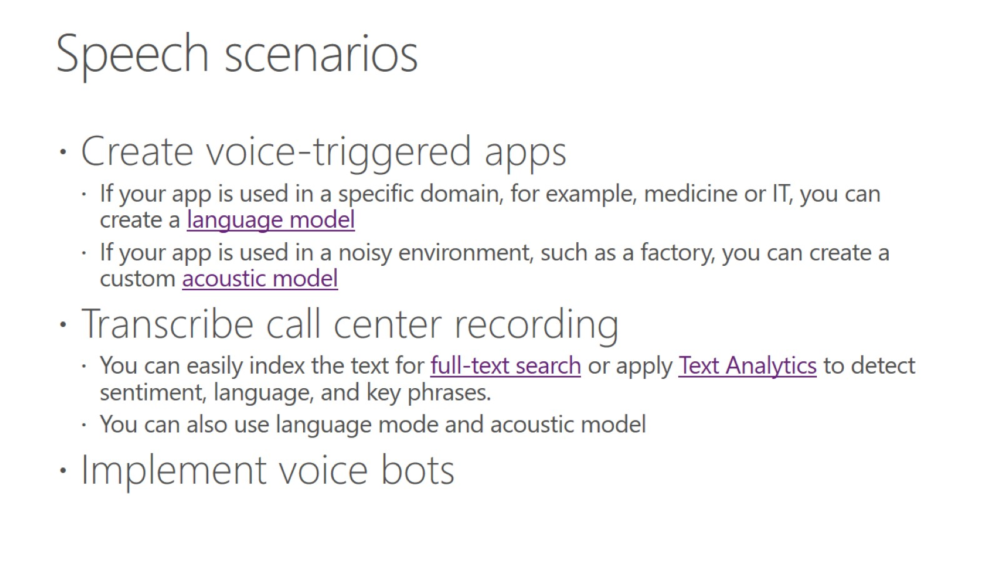 Speech scenarios
· Create voice-triggered apps
· If your app is used in a specific domain, for example, medicine or IT, you can
create a language model
· If your app is used in a noisy environment, such as a factory, you can create a
custom acoustic model
· Transcribe call center recording
· You can easily index the text for full-text search or apply Text Analytics to detect
sentiment, language, and key phrases.
· You can also use language mode and acoustic model
· Implement voice bots